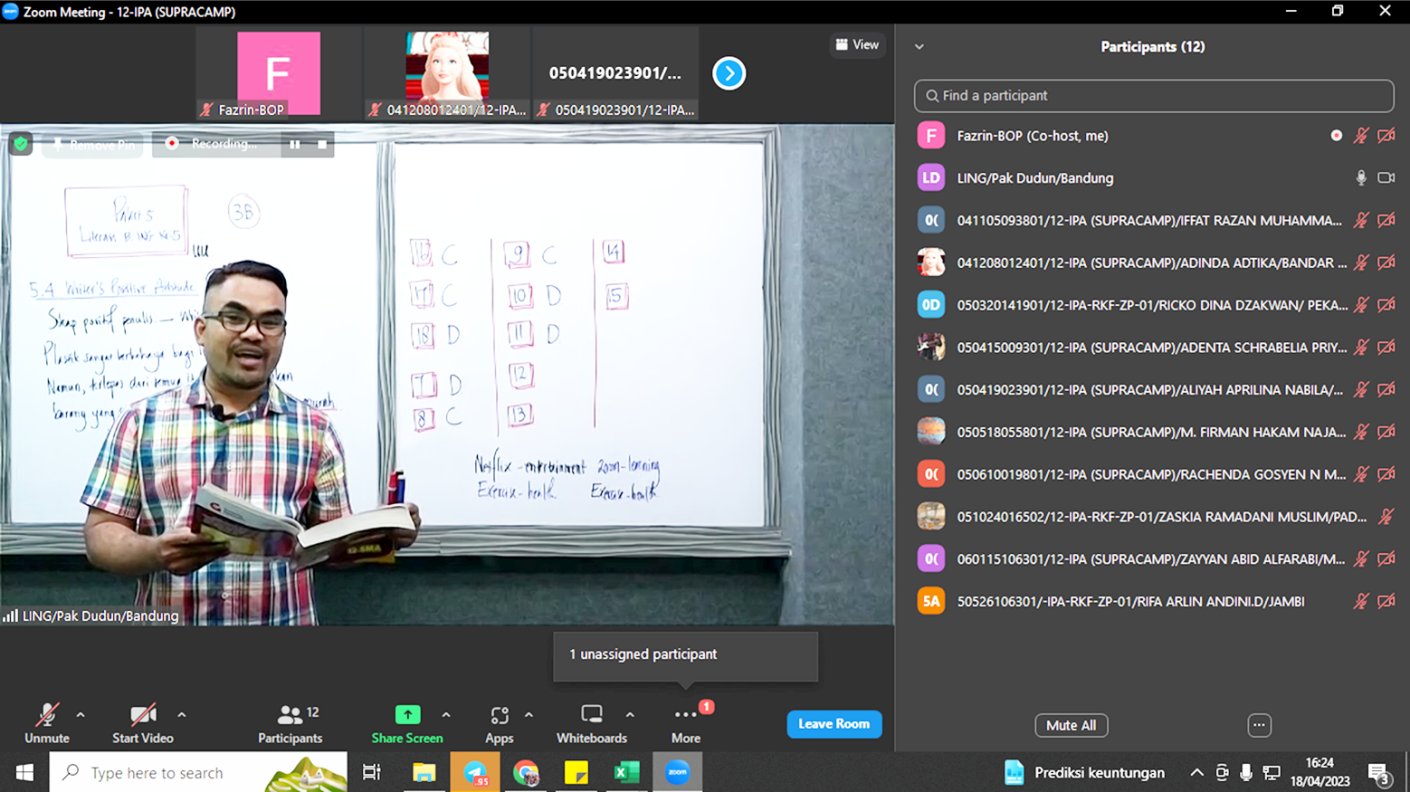 Zoom Meeting - 12-IPA (SUPRACAMP)
F
Fazrin-BOP
041208012401/12-IPA...
050419023901/...
050419023901/12-IPA...
View
Remove Pin
Recording...
Paket 5
Literasi B ING No.5
3B
5.4 Writer's Positive Attitude
Sikap positif penulis
Plastik sangat berbahaya bagi
Namun, terlepas dari semua
barang yang
murah
16 C
17 C
18 D
7 D
8 C
9 C
10 D
11 D
12
13
14
15
Netflix - entertainment
Exercise - health
Zoom - learning
Exercise - health
SMA
LING/Pak Dudun/Bandung
1 unassigned participant
Unmute
Start Video
12
Participants
Share Screen
Apps
Whiteboards
1
More
Leave Room
Participants (12)
Find a participant
F Fazrin-BOP (Co-host, me)
LD LING/Pak Dudun/Bandung
0( 041105093801/12-IPA (SUPRACAMP)/IFFAT RAZAN MUHAMMA...
041208012401/12-IPA (SUPRACAMP)/ADINDA ADTIKA/BANDAR ...
0D 050320141901/12-IPA-RKF-ZP-01/RICKO DINA DZAKWAN/ PEKA...
050415009301/12-IPA (SUPRACAMP)/ADENTA SCHRABELIA PRIY...
0( 050419023901/12-IPA (SUPRACAMP)/ALIYAH APRILINA NABILA/...
050518055801/12-IPA (SUPRACAMP)/M. FIRMAN HAKAM NAJA...
0( 050610019801/12-IPA (SUPRACAMP)/RACHENDA GOSYEN N M...
051024016502/12-IPA-RKF-ZP-01/ZASKIA RAMADANI MUSLIM/PAD...
0( 060115106301/12-IPA (SUPRACAMP)/ZAYYAN ABID ALFARABI/M...
5A 50526106301/-IPA-RKF-ZP-01/RIFA ARLIN ANDINI.D/JAMBI
Mute All
Type here to search
95
zoom
Prediksi keuntungan
16:24
18/04/2023
3